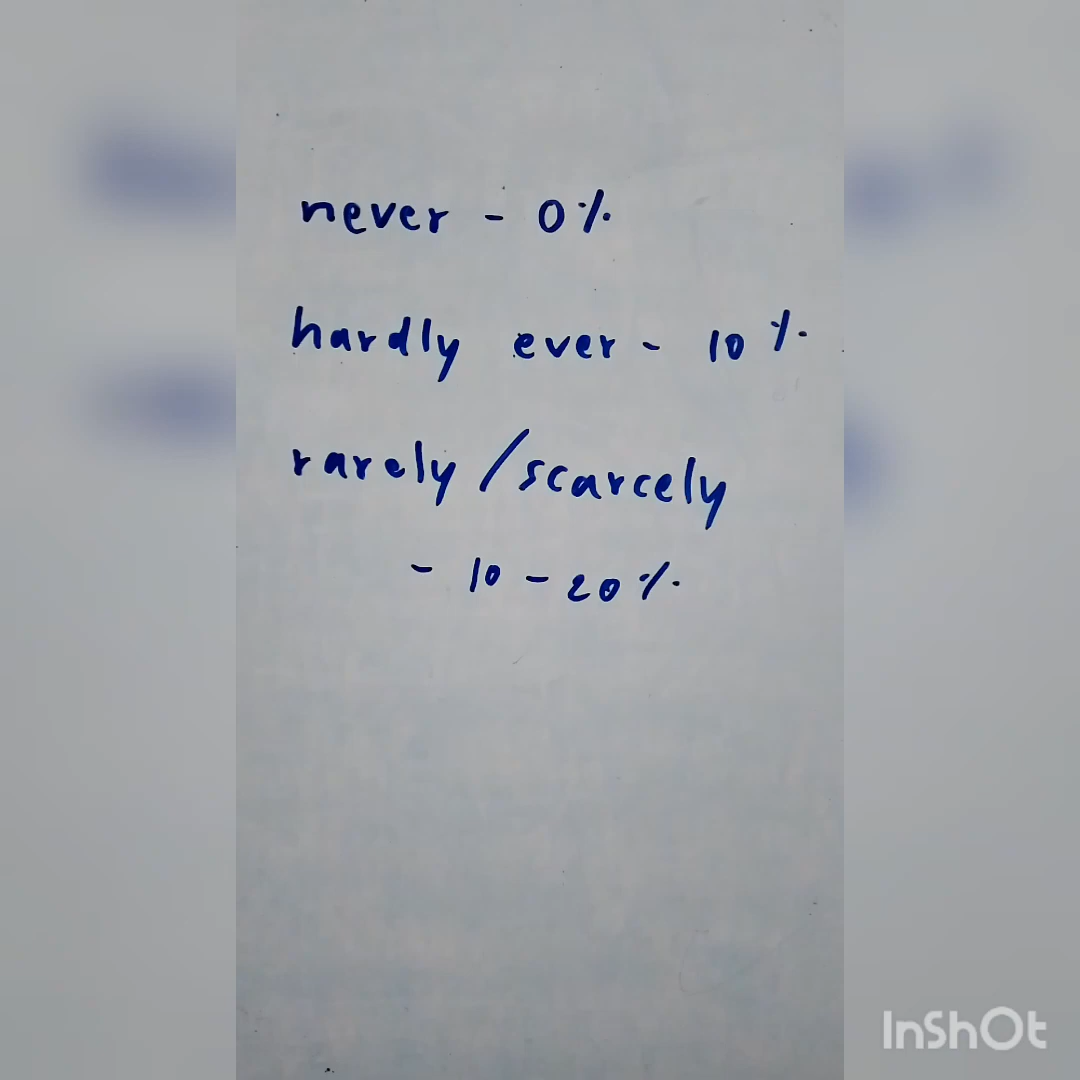 never - 0%
hardly ever - 10%
rarely/scarcely
- 10 - 20%
InShOt